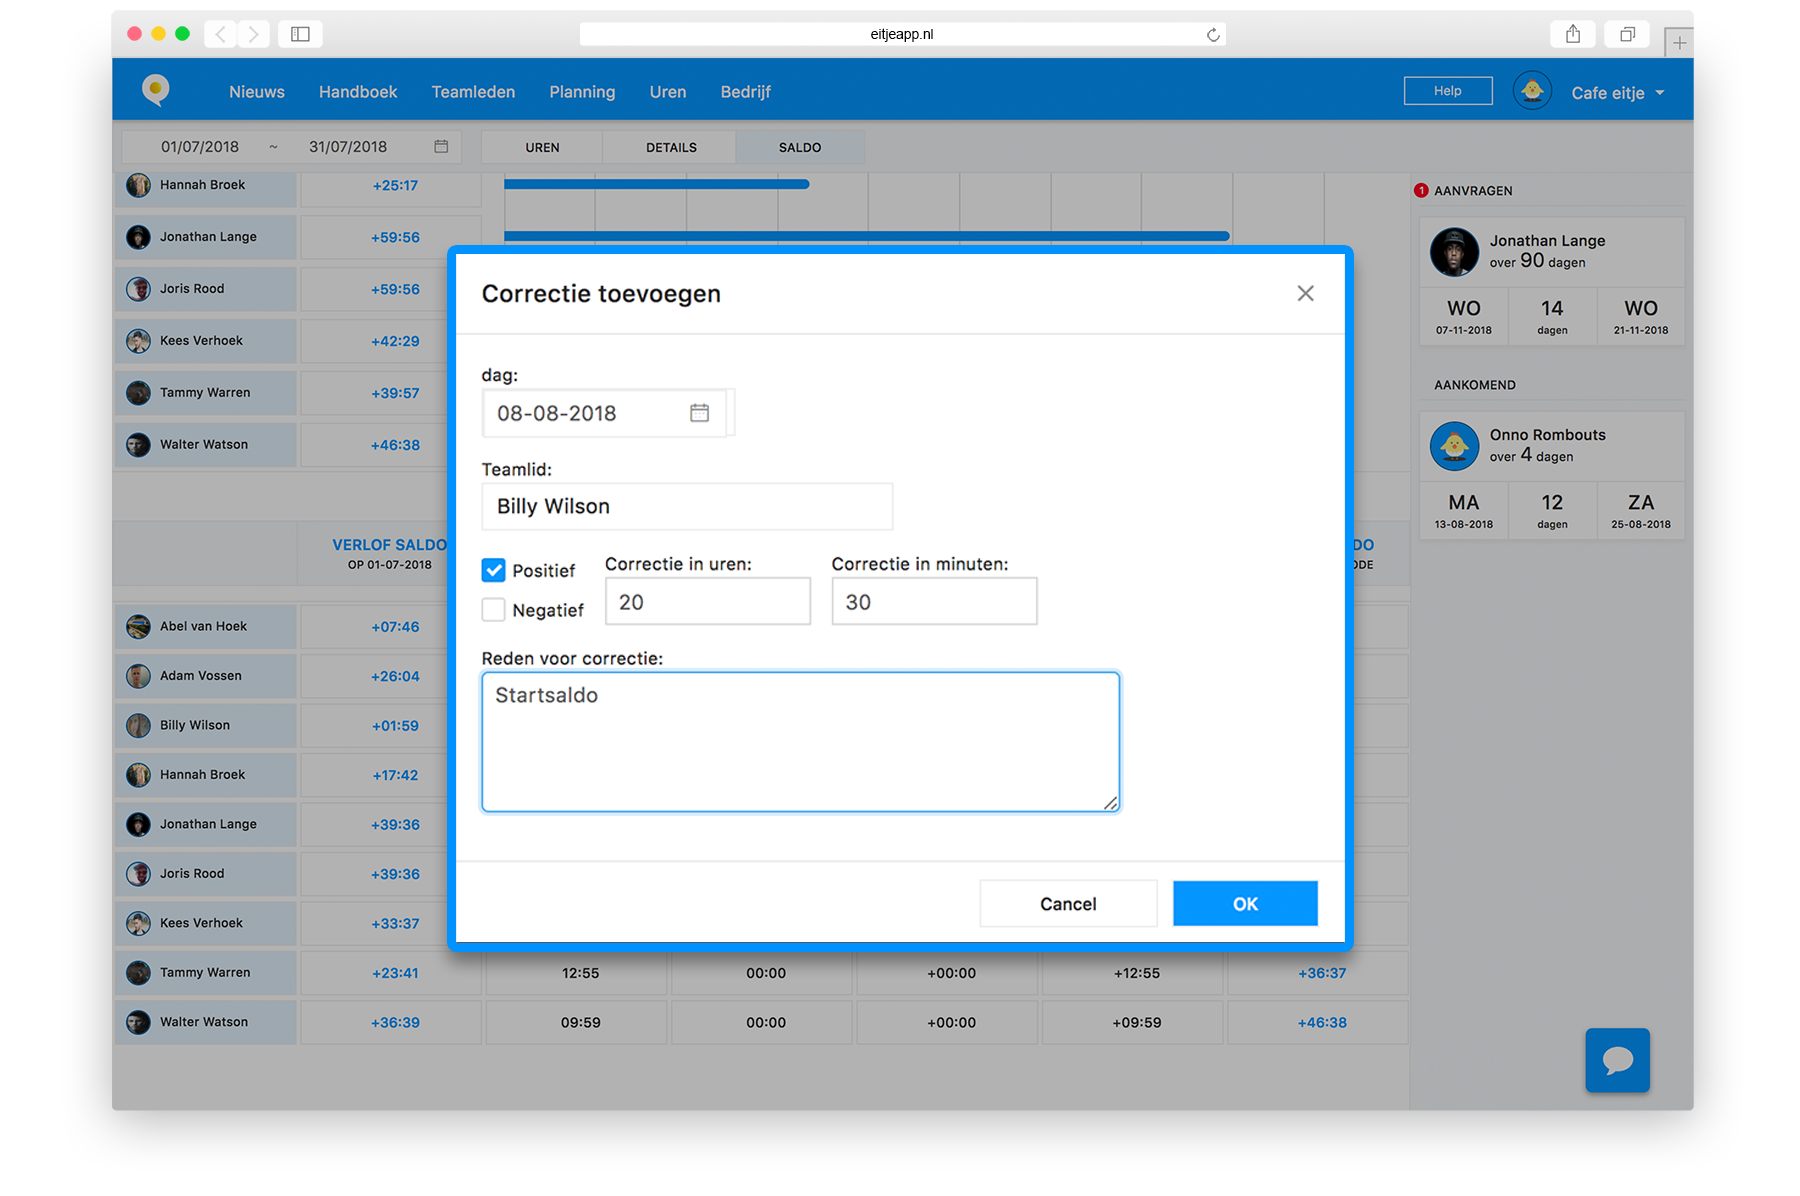 eitjeapp.nl
Nieuws Handboek Teamleden Planning Uren Bedrijf Help Cafe eitje
01/07/2018 ~ 31/07/2018 UREN DETAILS SALDO
Hannah Broek +25:17
Jonathan Lange +59:56
Joris Rood +59:56
Kees Verhoek +42:29
Tammy Warren +39:57
Walter Watson +46:38
VERLOF SALDO
OP 01-07-2018
DO
ODE
Abel van Hoek +07:46
Adam Vossen +26:04
Billy Wilson +01:59
Hannah Broek +17:42
Jonathan Lange +39:36
Joris Rood +39:36
Kees Verhoek +33:37
Tammy Warren +23:41 12:55 00:00 +00:00 +12:55 +36:37
Walter Watson +36:39 09:59 00:00 +00:00 +09:59 +46:38
Correctie toevoegen
dag:
08-08-2018
Teamlid:
Billy Wilson
Positief
Negatief
Correctie in uren:
20
Correctie in minuten:
30
Reden voor correctie:
Startsaldo
Cancel OK
1 AANVRAGEN
Jonathan Lange
over 90 dagen
WO 14 WO
07-11-2018 dagen 21-11-2018
AANKOMEND
Onno Rombouts
over 4 dagen
MA 12 ZA
13-08-2018 dagen 25-08-2018